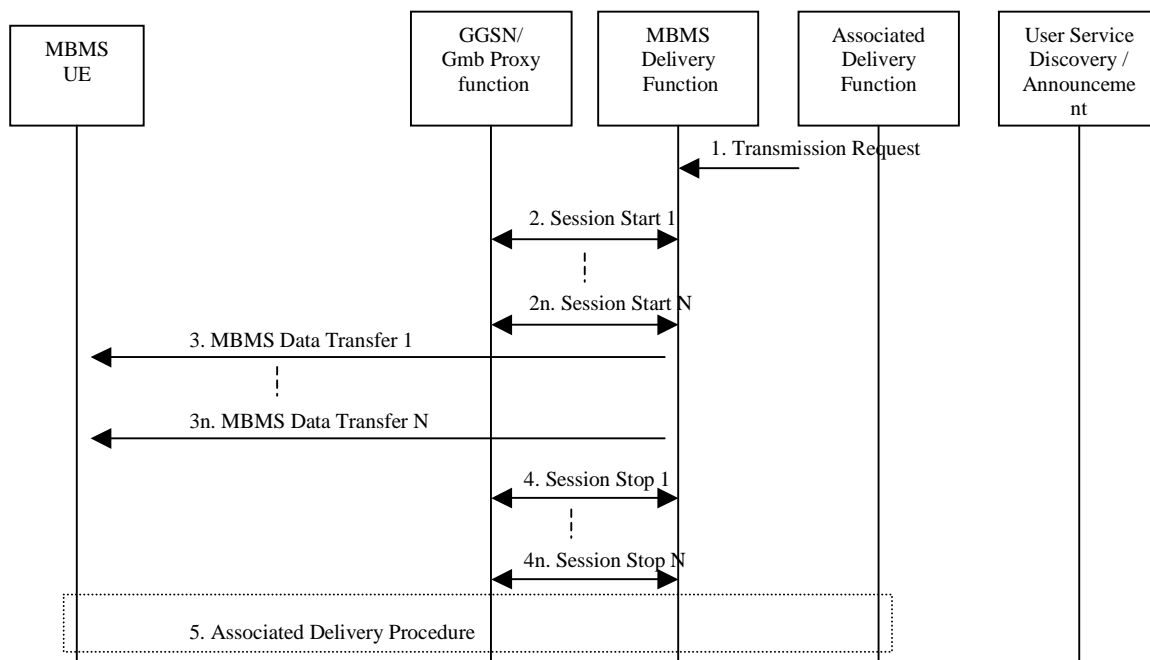 MBMS
UE
GGSN/
Gmb Proxy
function
MBMS
Delivery
Function
Associated
Delivery
Function
User Service
Discovery /
Announceme
nt
1. Transmission Request
2. Session Start 1
2n. Session Start N
3. MBMS Data Transfer 1
3n. MBMS Data Transfer N
4. Session Stop 1
4n. Session Stop N
5. Associated Delivery Procedure